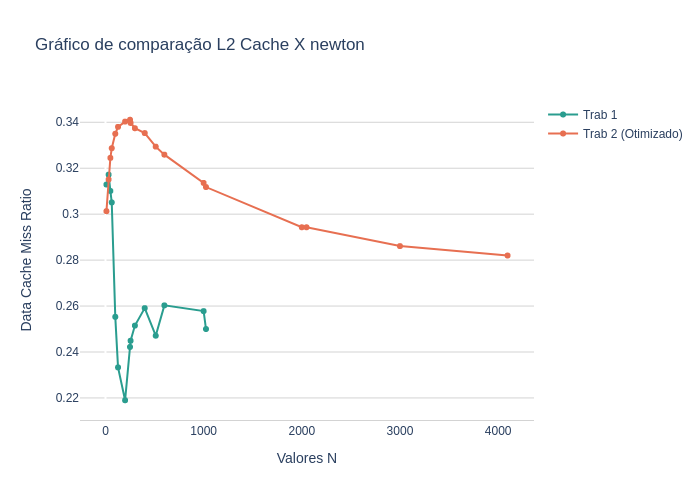 Gráfico de comparação L2 Cache X newton
Trab 1
Trab 2 (Otimizado)
Data Cache Miss Ratio
0.34
0.32
0.3
0.28
0.26
0.24
0.22
0 1000 2000 3000 4000
Valores N